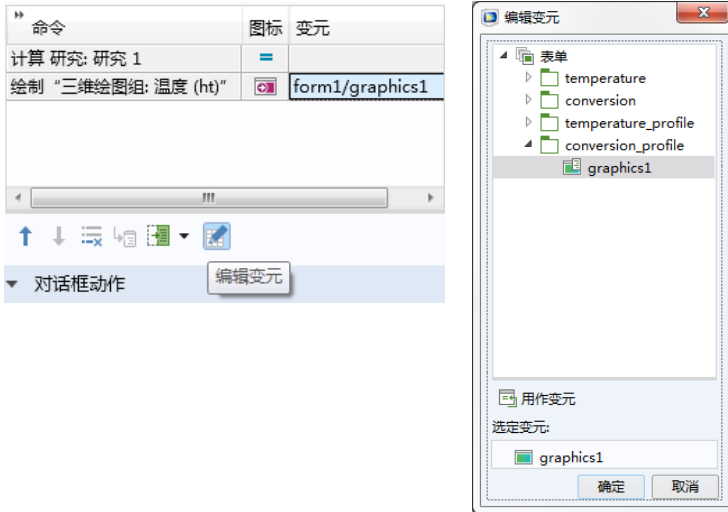 命令 图标 变元
计算 研究: 研究 1
绘制“三维绘图组: 温度 (ht)” form1/graphics1
编辑变元
对话框动作
编辑变元
表单
temperature
conversion
temperature_profile
conversion_profile
graphics1
用作变元
选定变元:
graphics1
确定 取消